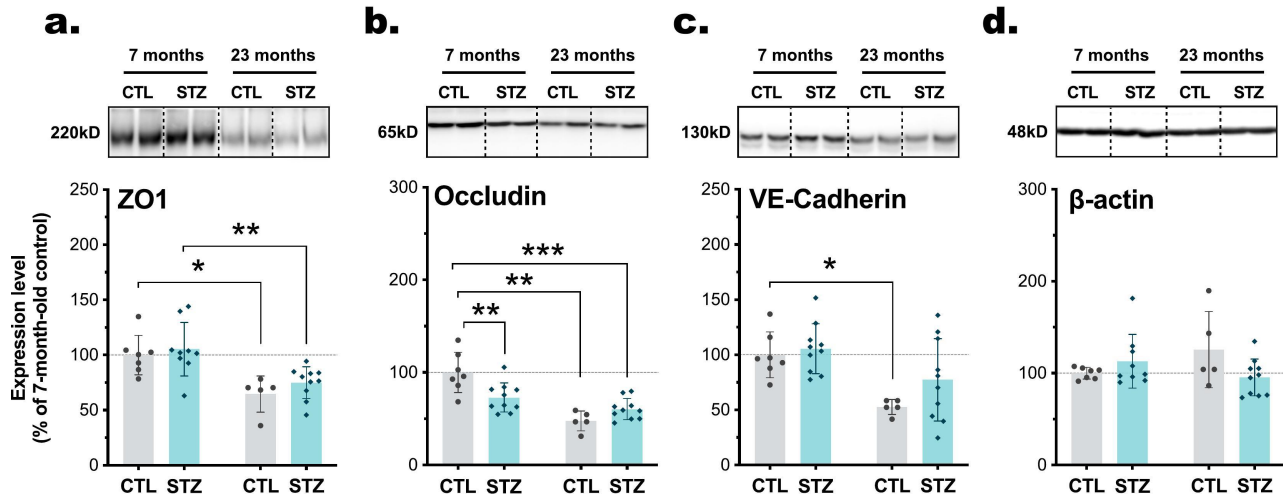 a.
7 months 23 months
CTL STZ CTL STZ
220kD
ZO1
Expression level
(% of 7-month-old control)
250
200
150
100
50
0
**
*
CTL STZ CTL STZ
b.
7 months 23 months
CTL STZ CTL STZ
65kD
Occludin
300
200
100
0
***
**
**
CTL STZ CTL STZ
c.
7 months 23 months
CTL STZ CTL STZ
130kD
VE-Cadherin
250
200
150
100
50
0
*
CTL STZ CTL STZ
d.
7 months 23 months
CTL STZ CTL STZ
48kD
β-actin
300
200
100
0
CTL STZ CTL STZ